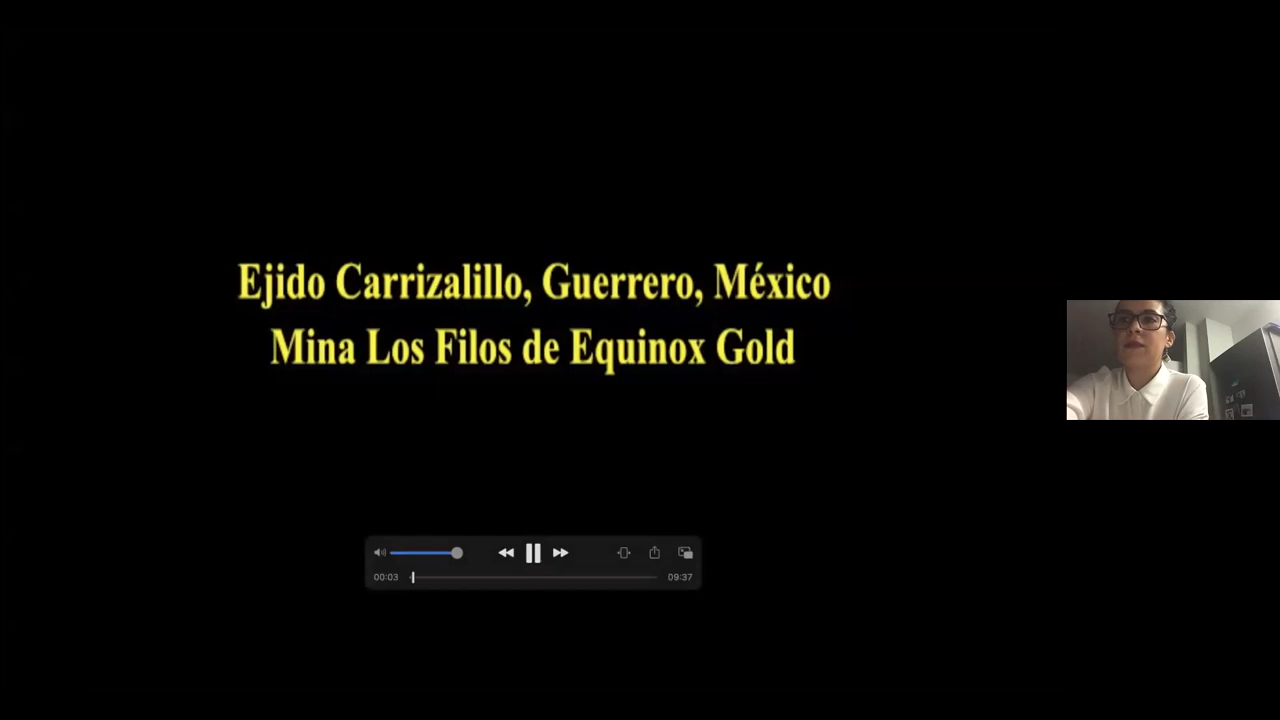 Ejido Carrizalillo, Guerrero, México
Mina Los Filos de Equinox Gold
00:03
09:37